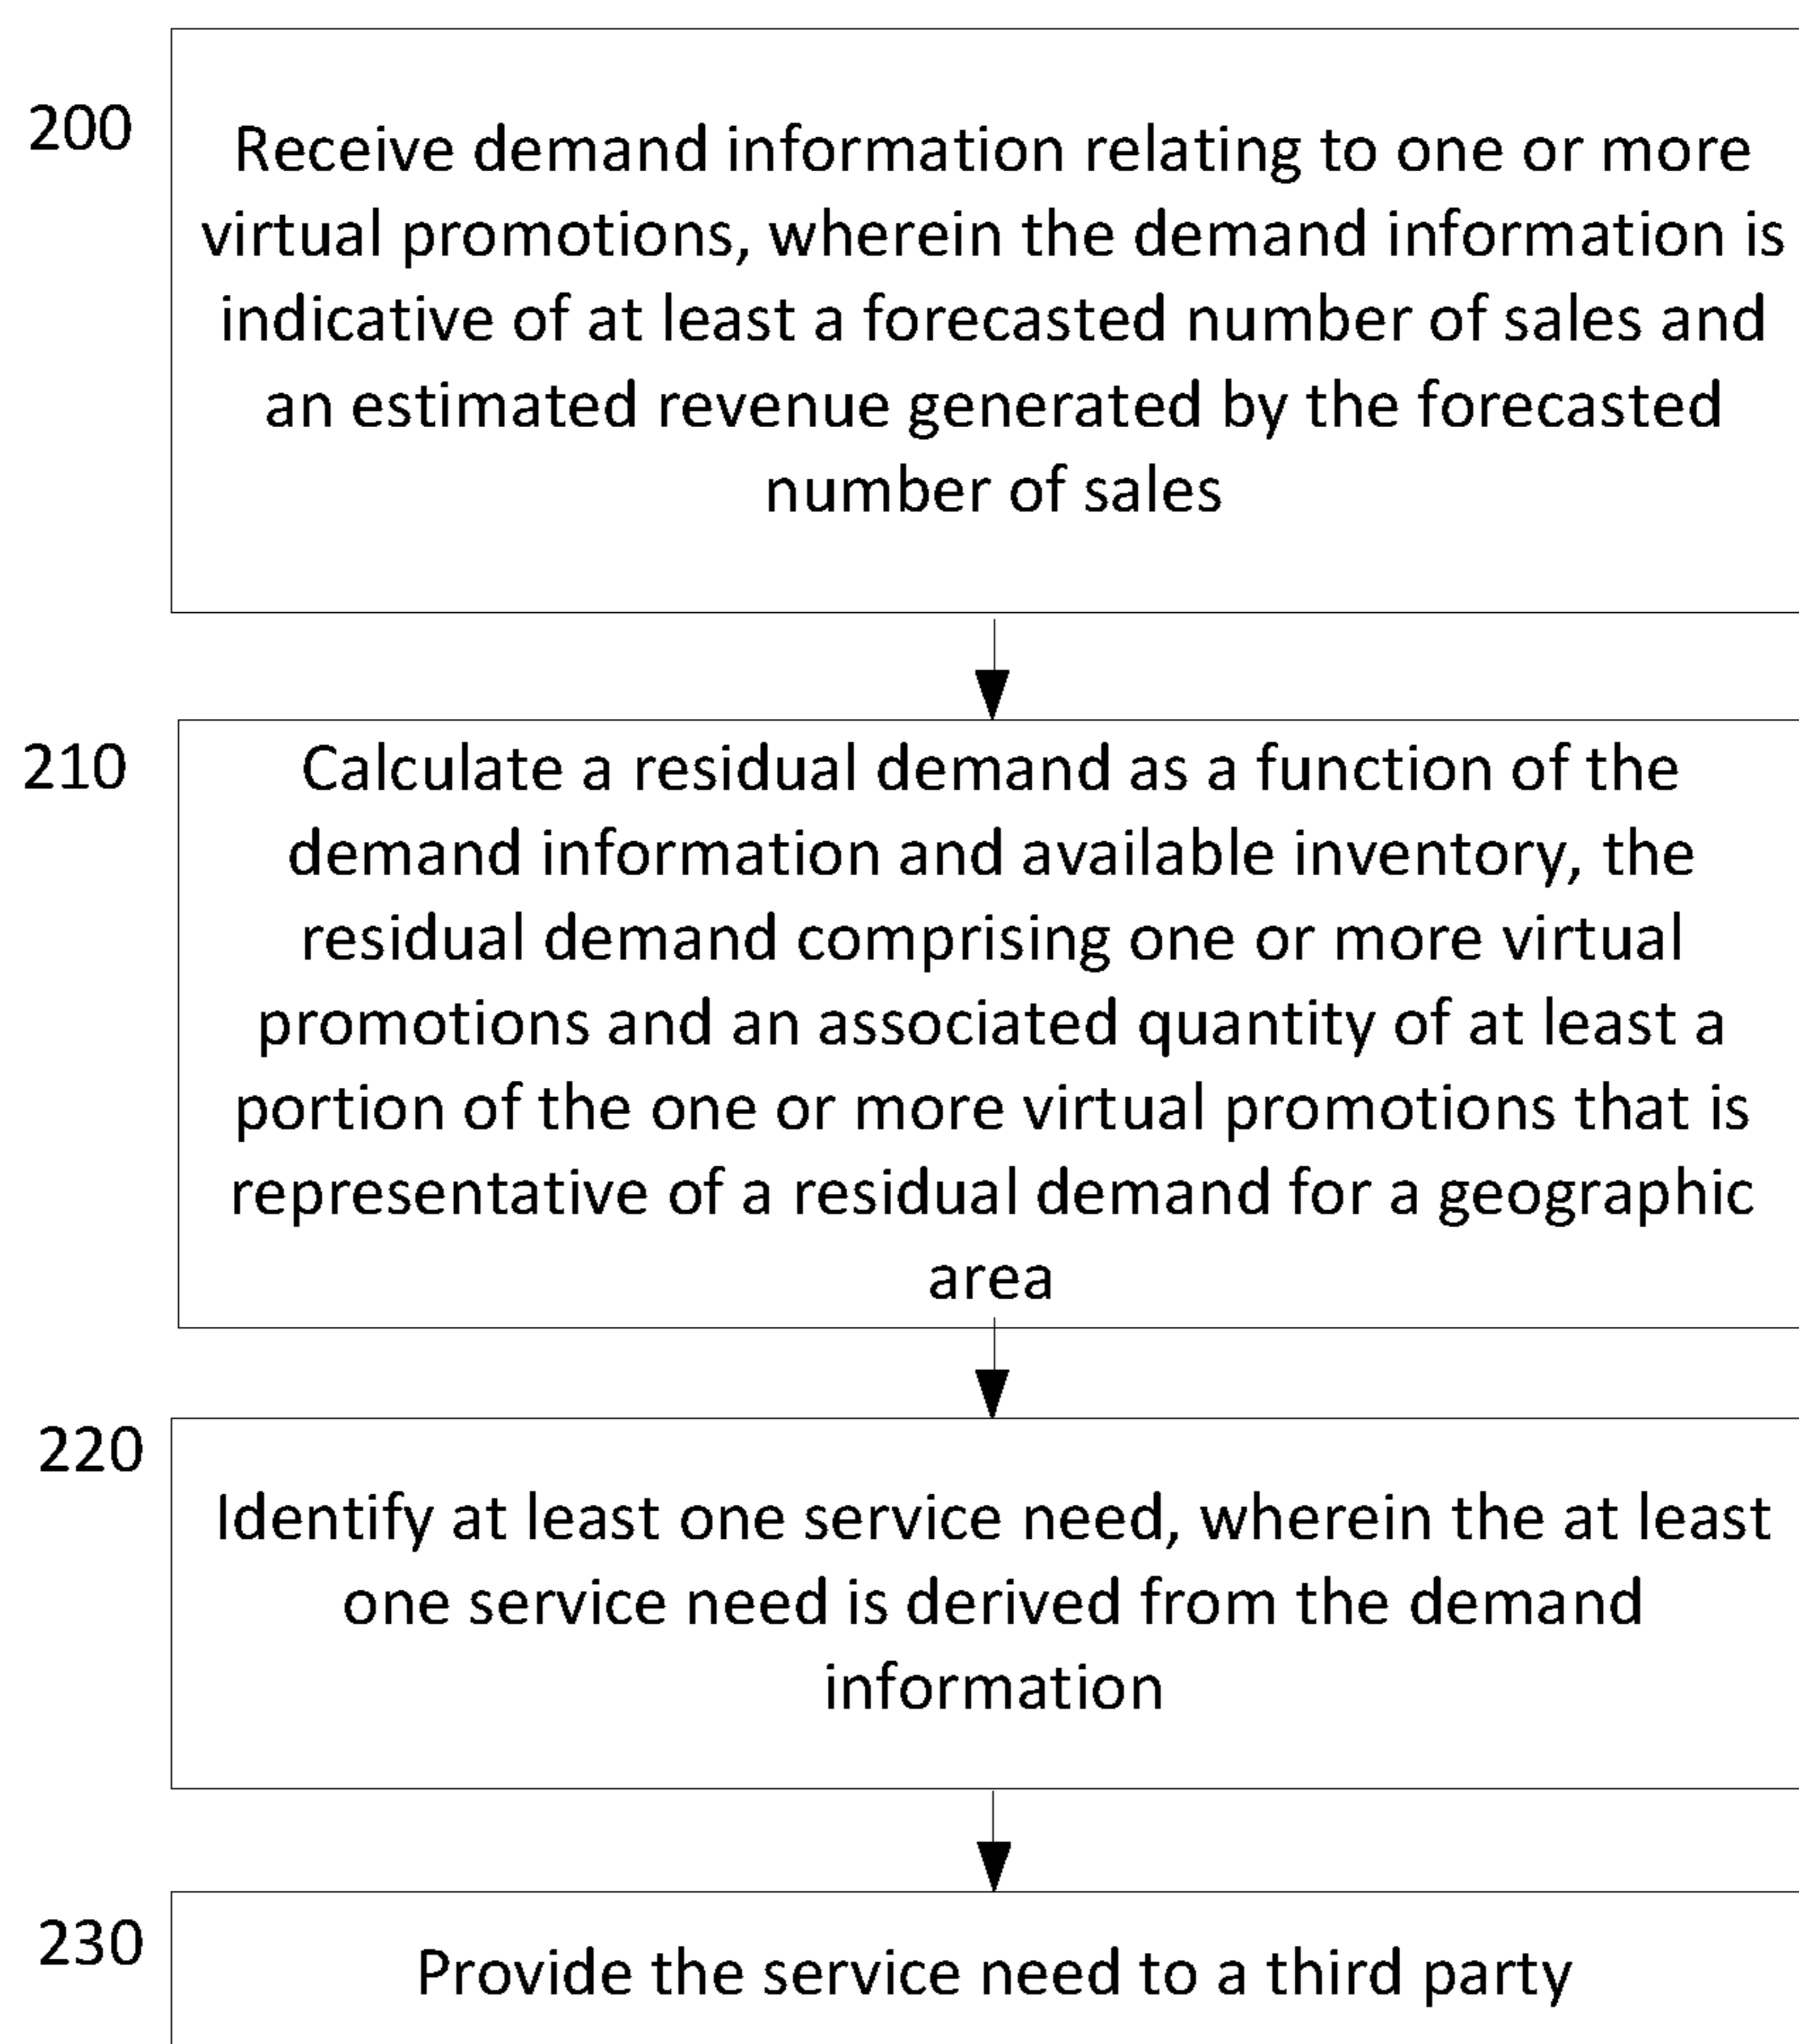 200
Receive demand information relating to one or more
virtual promotions, wherein the demand information is
indicative of at least a forecasted number of sales and
an estimated revenue generated by the forecasted
number of sales
210
Calculate a residual demand as a function of the
demand information and available inventory, the
residual demand comprising one or more virtual
promotions and an associated quantity of at least a
portion of the one or more virtual promotions that is
representative of a residual demand for a geographic
area
220
Identify at least one service need, wherein the at least
one service need is derived from the demand
information
230
Provide the service need to a third party